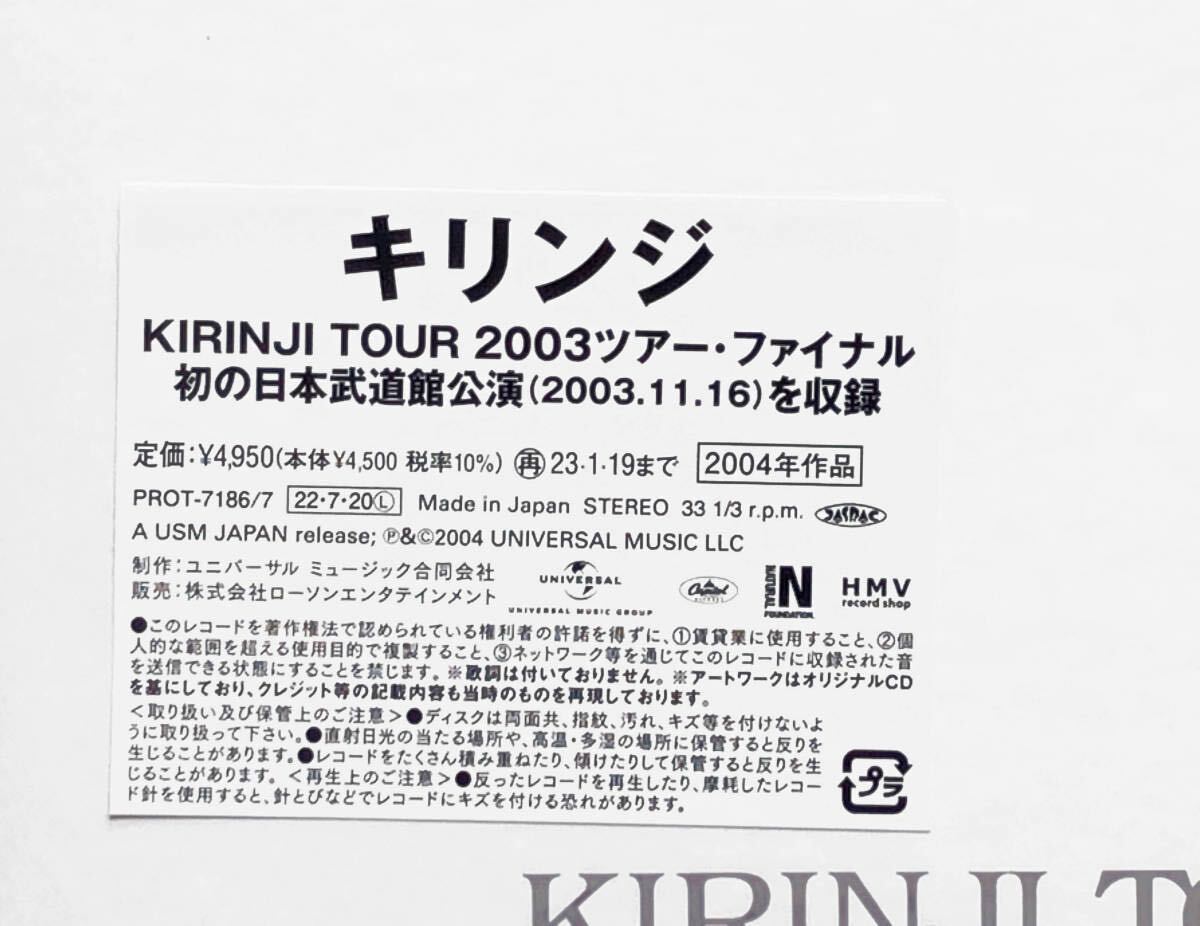 キリンジ
KIRINJI TOUR 2003ツアー・ファイナル
初の日本武道館公演(2003.11.16)を収録
定価:¥4,950(本体¥4,500 税率10%) 再 23・1・19まで 2004年作品
PROT-7186/7 22・7・20Ⓛ Made in Japan STEREO 33 1/3 r.p.m. JASRAC
A USM JAPAN release; Ⓟ&©2004 UNIVERSAL MUSIC LLC
制作:ユニバーサル ミュージック合同会社
販売:株式会社ローソンエンタテインメント
UNIVERSAL
UNIVERSAL MUSIC GROUP
Capitol
NATURAL
FOUNDATION
N
HMV
record shop
●このレコードを著作権法で認められている権利者の許諾を得ずに、①賃貸業に使用すること、②個
人的な範囲を超える使用目的で複製すること、③ネットワーク等を通じてこのレコードに収録された音
を送信できる状態にすることを禁じます。※歌詞は付いておりません。※アートワークはオリジナルCD
を基にしており、クレジット等の記載内容も当時のものを再現しております。
＜取り扱い及び保管上のご注意＞●ディスクは両面共、指紋、汚れ、キズ等を付けないよ
うに取り扱って下さい。●直射日光の当たる場所や、高温・多湿の場所に保管すると反りを
生じることがあります。●レコードをたくさん積み重ねたり、傾けたりして保管すると反りを生
じることがあります。＜再生上のご注意＞●反ったレコードを再生したり、摩耗したレコー
ド針を使用すると、針とびなどでレコードにキズを付ける恐れがあります。
プラ
KIRINJI TO